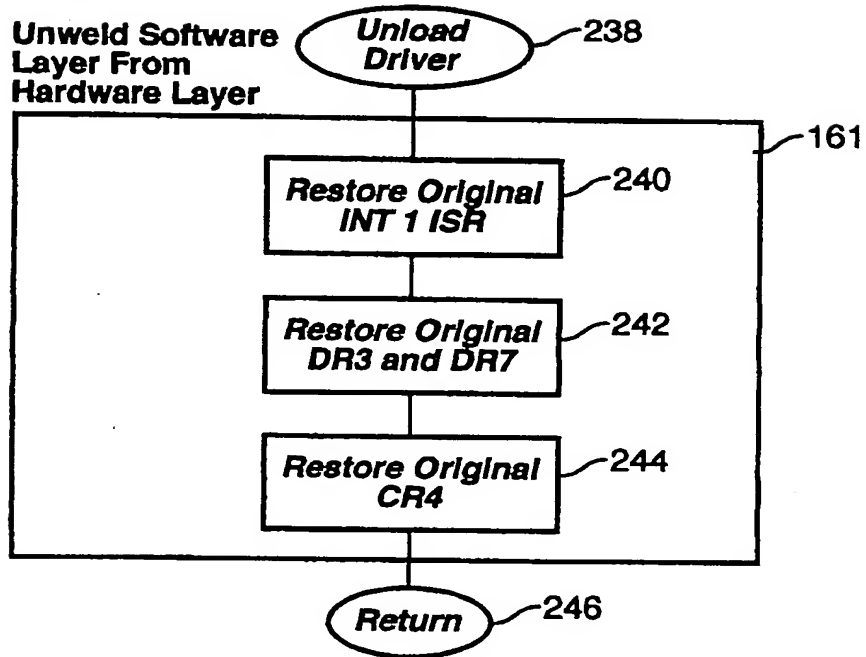 Unweld Software
Layer From
Hardware Layer
Unload
Driver
238
161
Restore Original
INT 1 ISR
240
Restore Original
DR3 and DR7
242
Restore Original
CR4
244
Return
246